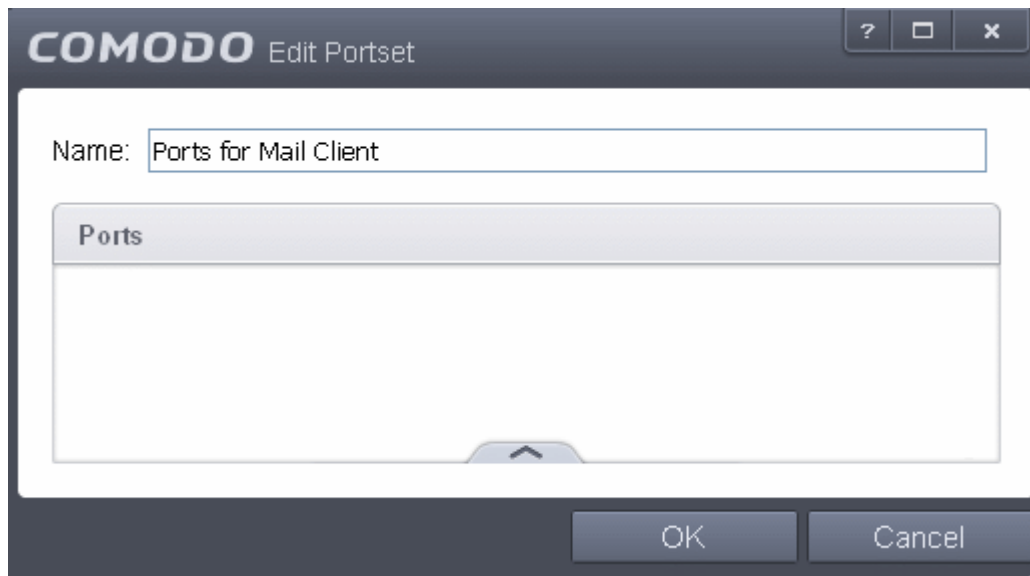 COMODO Edit Portset
?
Name: Ports for Mail Client
Ports
OK Cancel